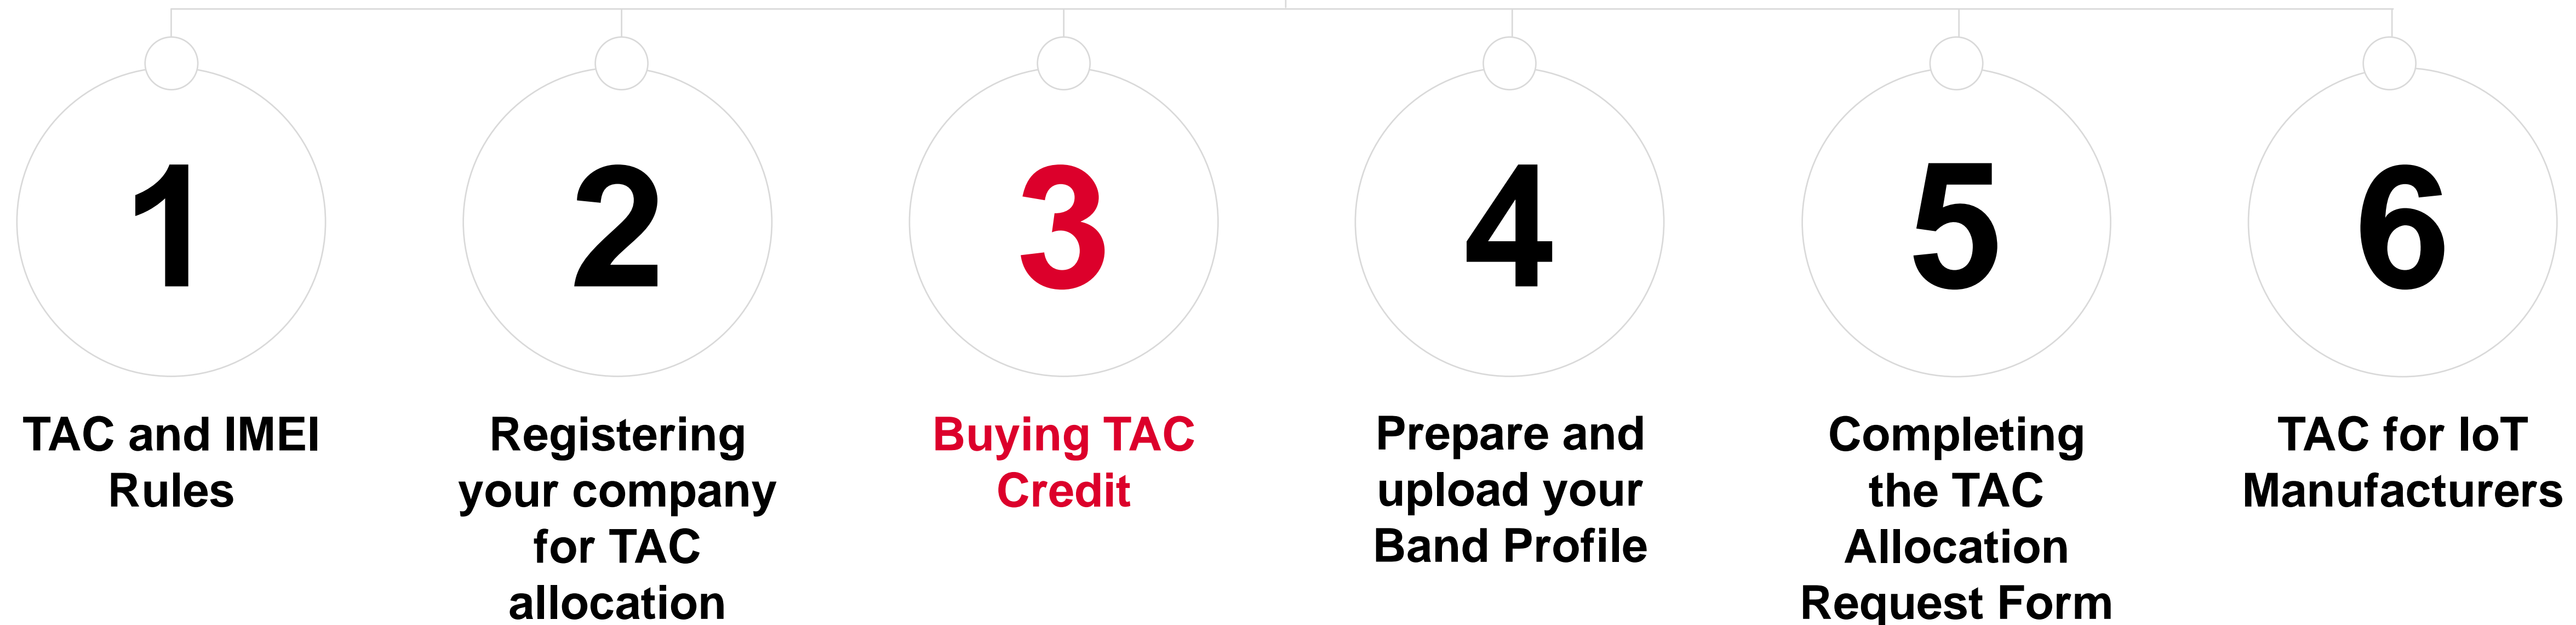 1
TAC and IMEI
Rules
2
Registering
your company
for TAC
allocation
3
Buying TAC
Credit
4
Prepare and
upload your
Band Profile
5
Completing
the TAC
Allocation
Request Form
6
TAC for IoT
Manufacturers